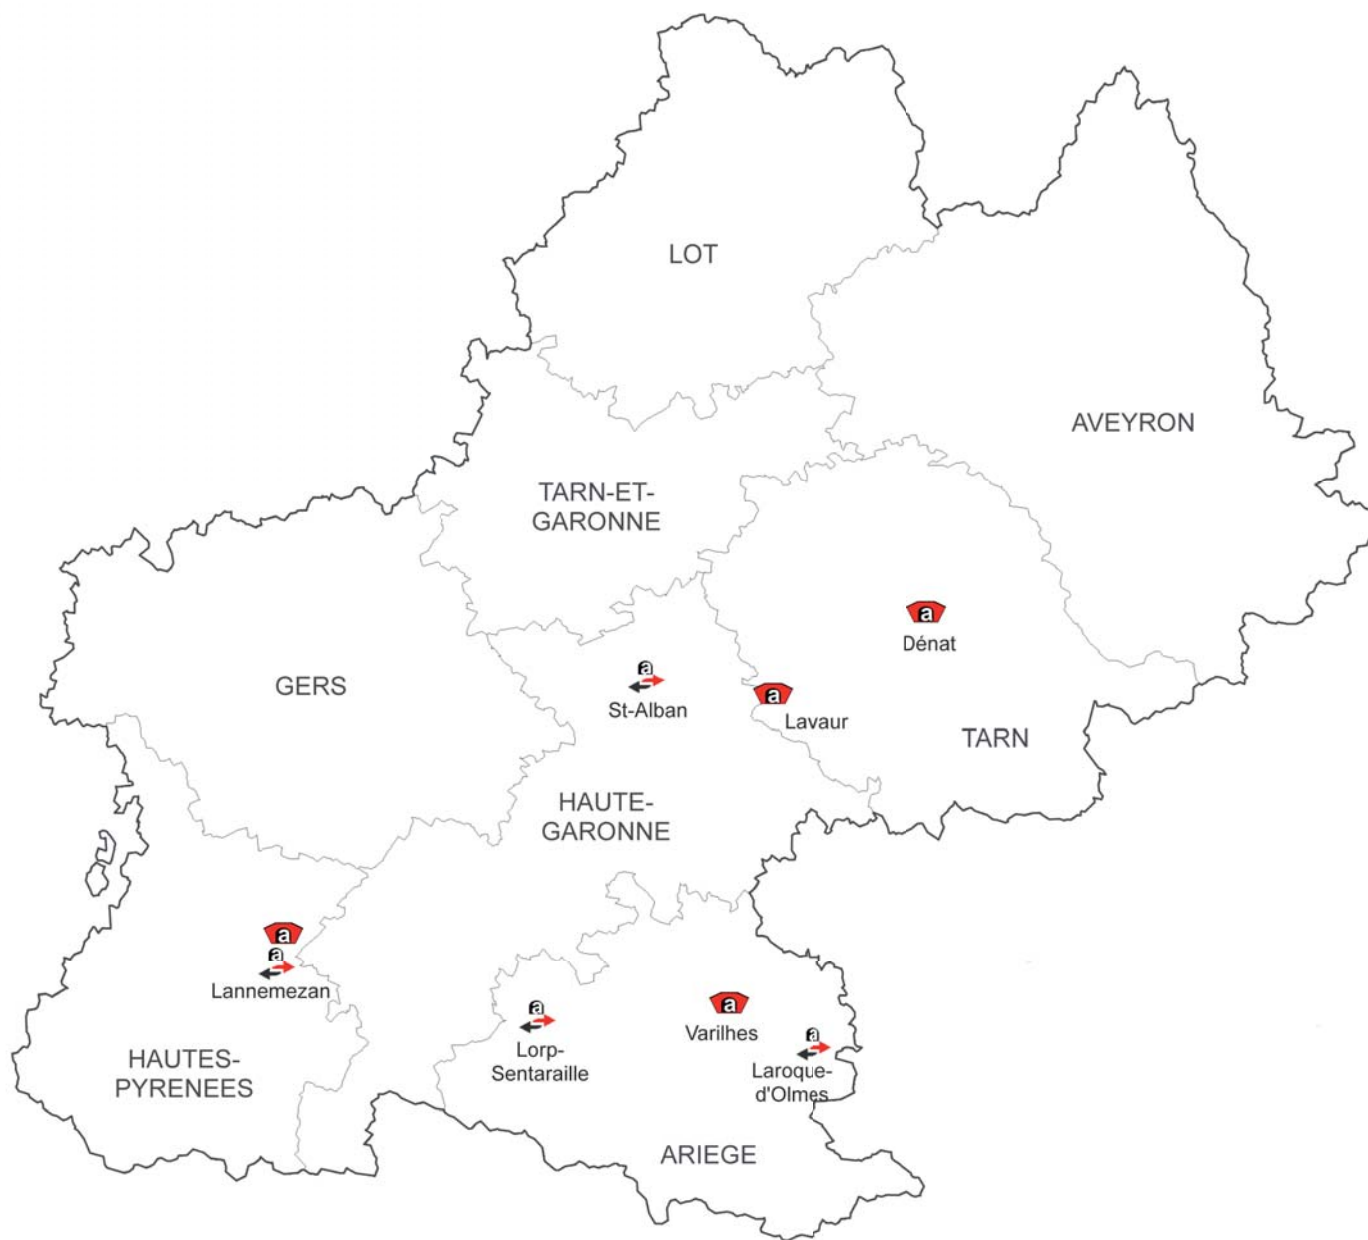 LOT
AVEYRON
TARN-ET-
GARONNE
a
Dénat
GERS
a
St-Alban
a
Lavaur
TARN
HAUTE-
GARONNE
a
a
Lannemezan
a
Lorp-
Sentaraille
a
Varilhes
a
Laroque-
d'Olmes
HAUTES-
PYRENEES
ARIEGE